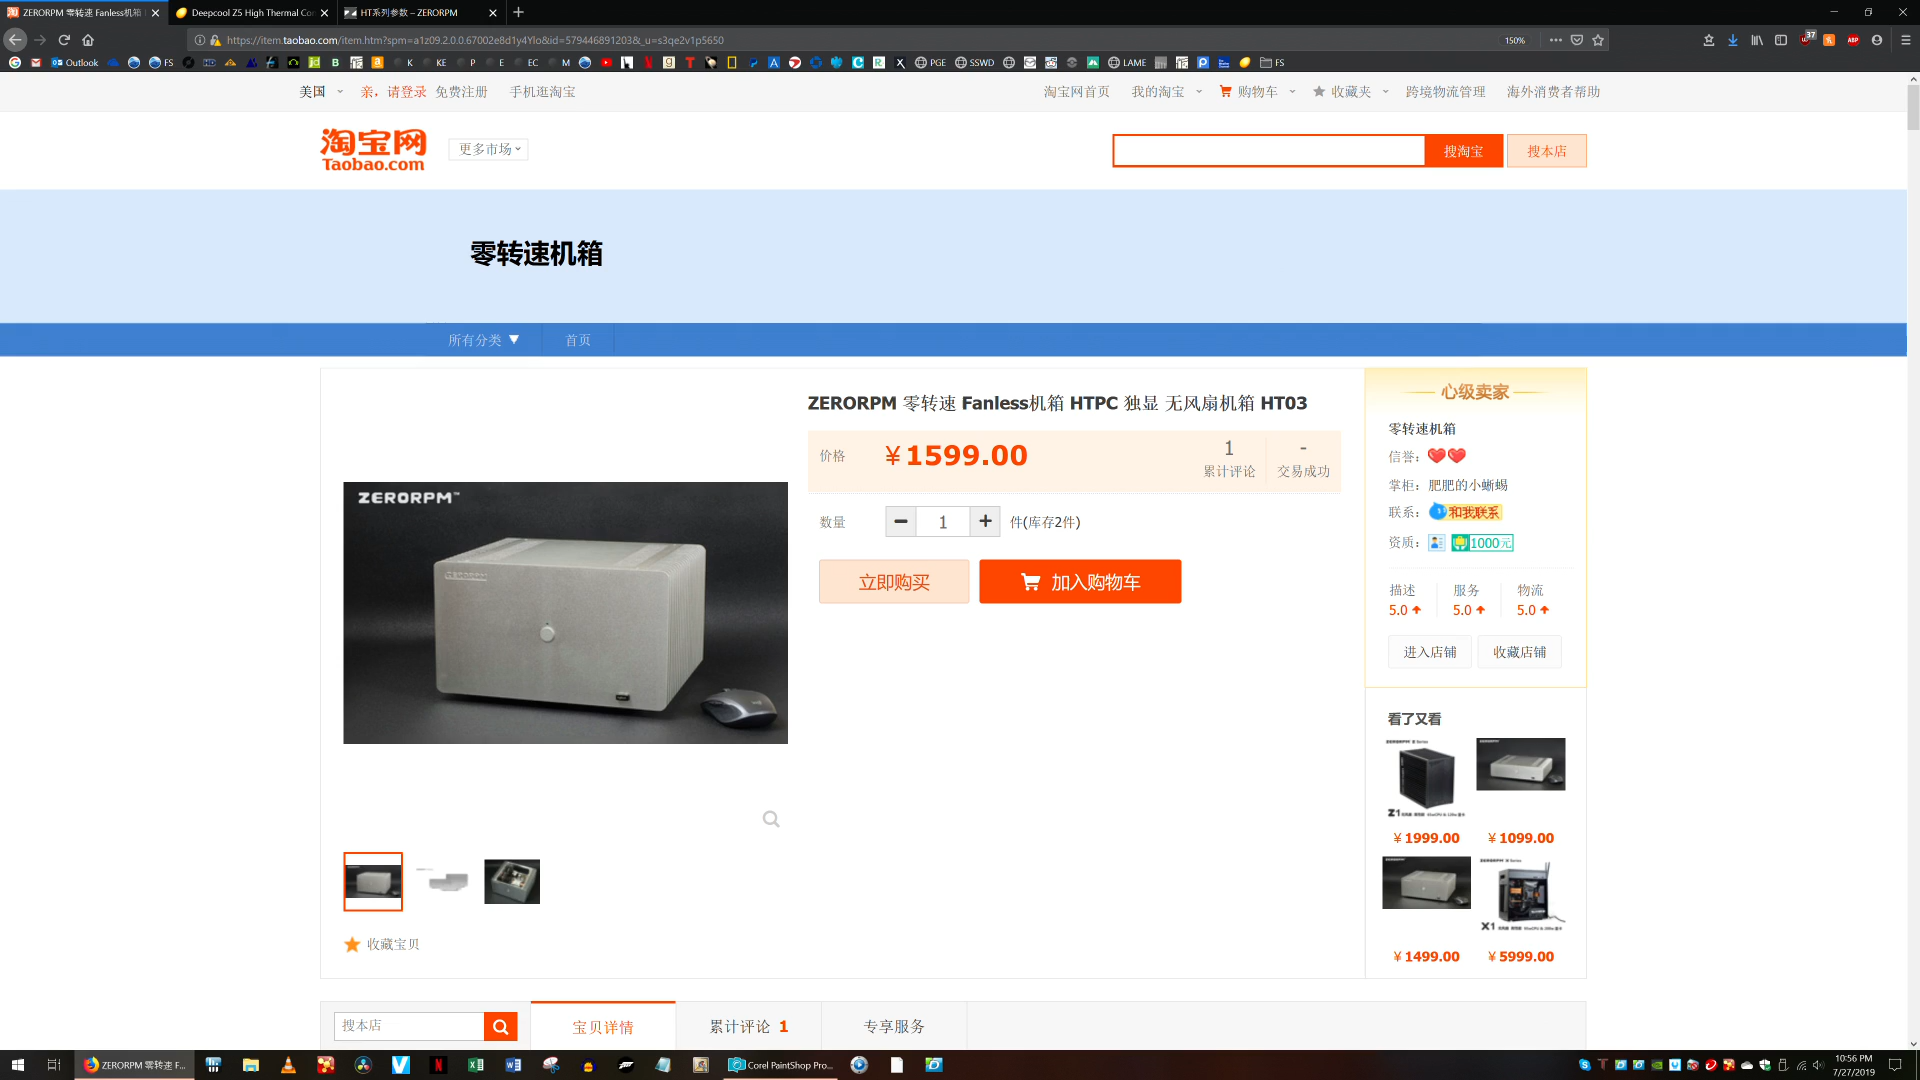 ZERORPM 零转速 Fanless机箱
Deepcool Z5 High Thermal Con
HT系列参数 – ZERORPM
https://item.taobao.com/item.htm?spm=a1z09.2.0.0.67002e8d1y4Ylo&id=579446891203&_u=s3qe2v1p5650
150%
37
ABP
Outlook
FS
B
K
KE
P
E
EC
M
PGE
SSWD
LAME
FS
美国
亲，请登录
免费注册
手机逛淘宝
淘宝网首页
我的淘宝
购物车
收藏夹
跨境物流管理
海外消费者帮助
淘宝网
Taobao.com
更多市场
搜淘宝
搜本店
零转速机箱
所有分类
首页
ZERORPM 零转速 Fanless机箱 HTPC 独显 无风扇机箱 HT03
价格
¥1599.00
1
累计评论
-
交易成功
数量
1
件(库存2件)
立即购买
加入购物车
ZERORPM™
ZERORPM
收藏宝贝
心级卖家
零转速机箱
信誉：
掌柜：肥肥的小蜥蜴
联系：和我联系
资质：1000元
描述
服务
物流
5.0
5.0
5.0
进入店铺
收藏店铺
看了又看
¥1999.00
¥1099.00
Z1
X1
¥1499.00
¥5999.00
搜本店
宝贝详情
累计评论 1
专享服务
ZERORPM 零转速 F...
Corel PaintShop Pro...
10:56 PM
7/27/2019